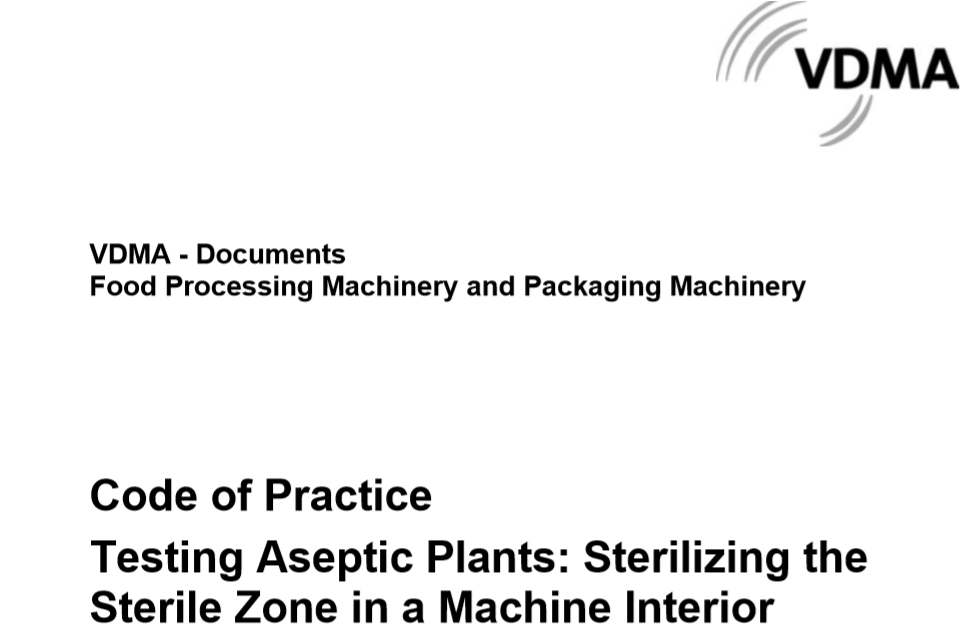 VDMA
VDMA - Documents
Food Processing Machinery and Packaging Machinery
Code of Practice
Testing Aseptic Plants: Sterilizing the
Sterile Zone in a Machine Interior